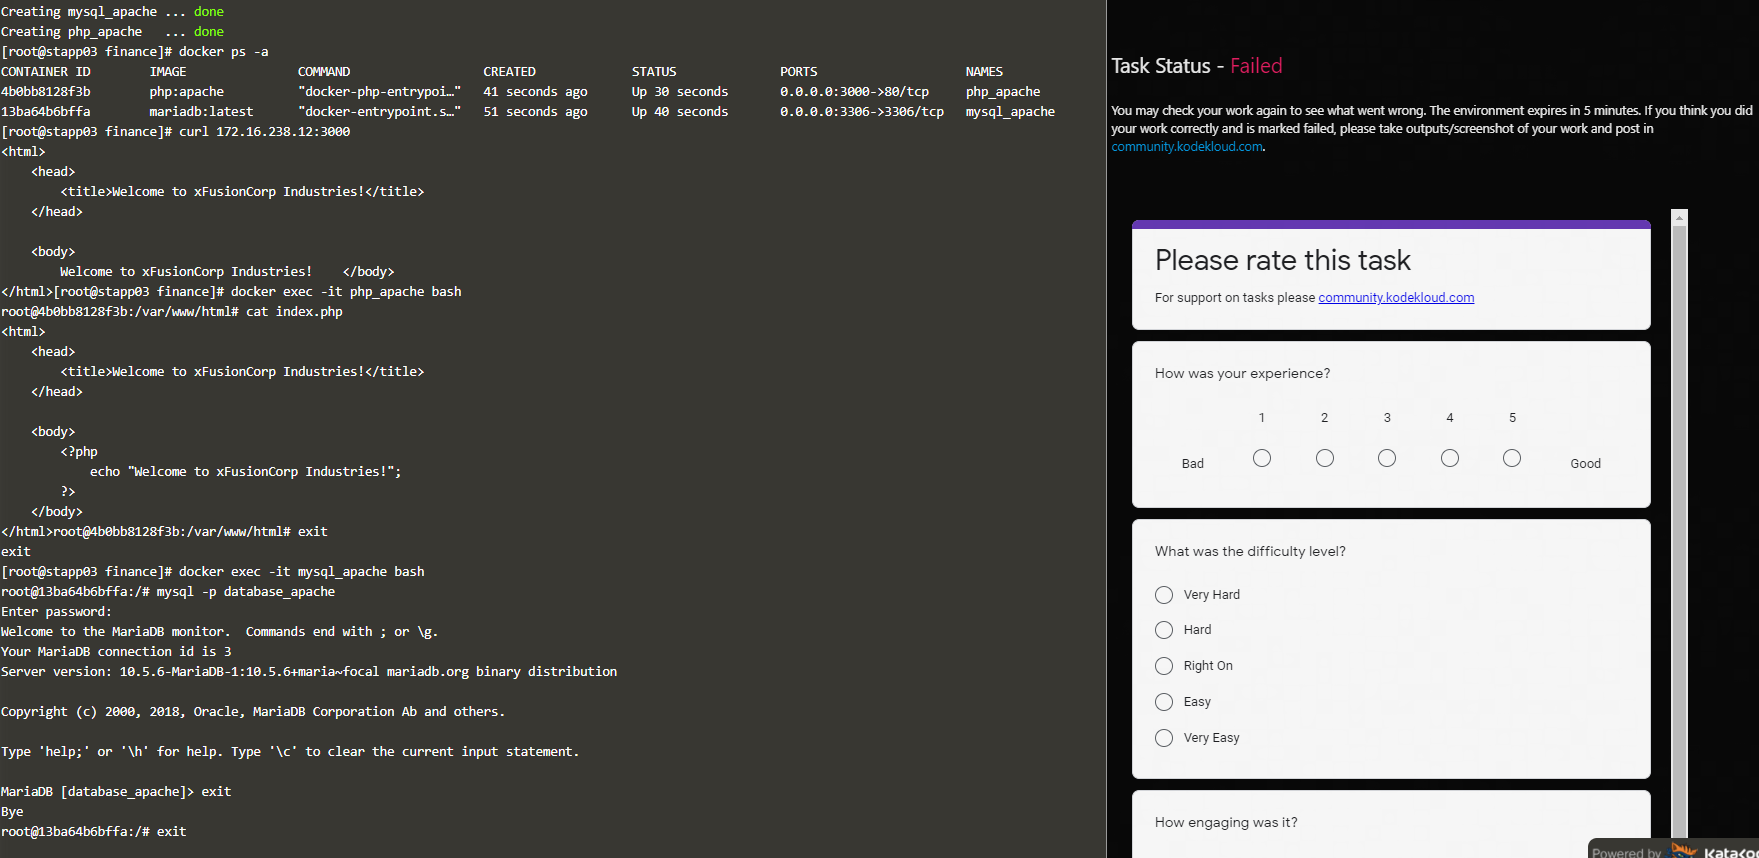 Creating mysql_apache ... done
Creating php_apache   ... done
[root@stapp03 finance]# docker ps -a
CONTAINER ID        IMAGE               COMMAND                  CREATED             STATUS              PORTS                    NAMES
4b0bb8128f3b        php:apache          "docker-php-entrypoi…"   41 seconds ago      Up 30 seconds       0.0.0.0:3000->80/tcp     php_apache
13ba64b6bffa        mariadb:latest      "docker-entrypoint.s…"   51 seconds ago      Up 40 seconds       0.0.0.0:3306->3306/tcp   mysql_apache
[root@stapp03 finance]# curl 172.16.238.12:3000
<html>
    <head>
        <title>Welcome to xFusionCorp Industries!</title>
    </head>
    <body>
        Welcome to xFusionCorp Industries!    </body>
</html>[root@stapp03 finance]# docker exec -it php_apache bash
root@4b0bb8128f3b:/var/www/html# cat index.php
<html>
    <head>
        <title>Welcome to xFusionCorp Industries!</title>
    </head>
    <body>
        <?php
            echo "Welcome to xFusionCorp Industries!";
        ?>
    </body>
</html>root@4b0bb8128f3b:/var/www/html# exit
exit
[root@stapp03 finance]# docker exec -it mysql_apache bash
root@13ba64b6bffa:/# mysql -p database_apache
Enter password:
Welcome to the MariaDB monitor.  Commands end with ; or \g.
Your MariaDB connection id is 3
Server version: 10.5.6-MariaDB-1:10.5.6+maria~focal mariadb.org binary distribution
Copyright (c) 2000, 2018, Oracle, MariaDB Corporation Ab and others.
Type 'help;' or '\h' for help. Type '\c' to clear the current input statement.
MariaDB [database_apache]> exit
Bye
root@13ba64b6bffa:/# exit
Task Status - Failed
You may check your work again to see what went wrong. The environment expires in 5 minutes. If you think you did
your work correctly and is marked failed, please take outputs/screenshot of your work and post in
community.kodekloud.com.
Please rate this task
For support on tasks please community.kodekloud.com
How was your experience?
1 2 3 4 5
Bad Good
What was the difficulty level?
Very Hard
Hard
Right On
Easy
Very Easy
How engaging was it?
Powered by